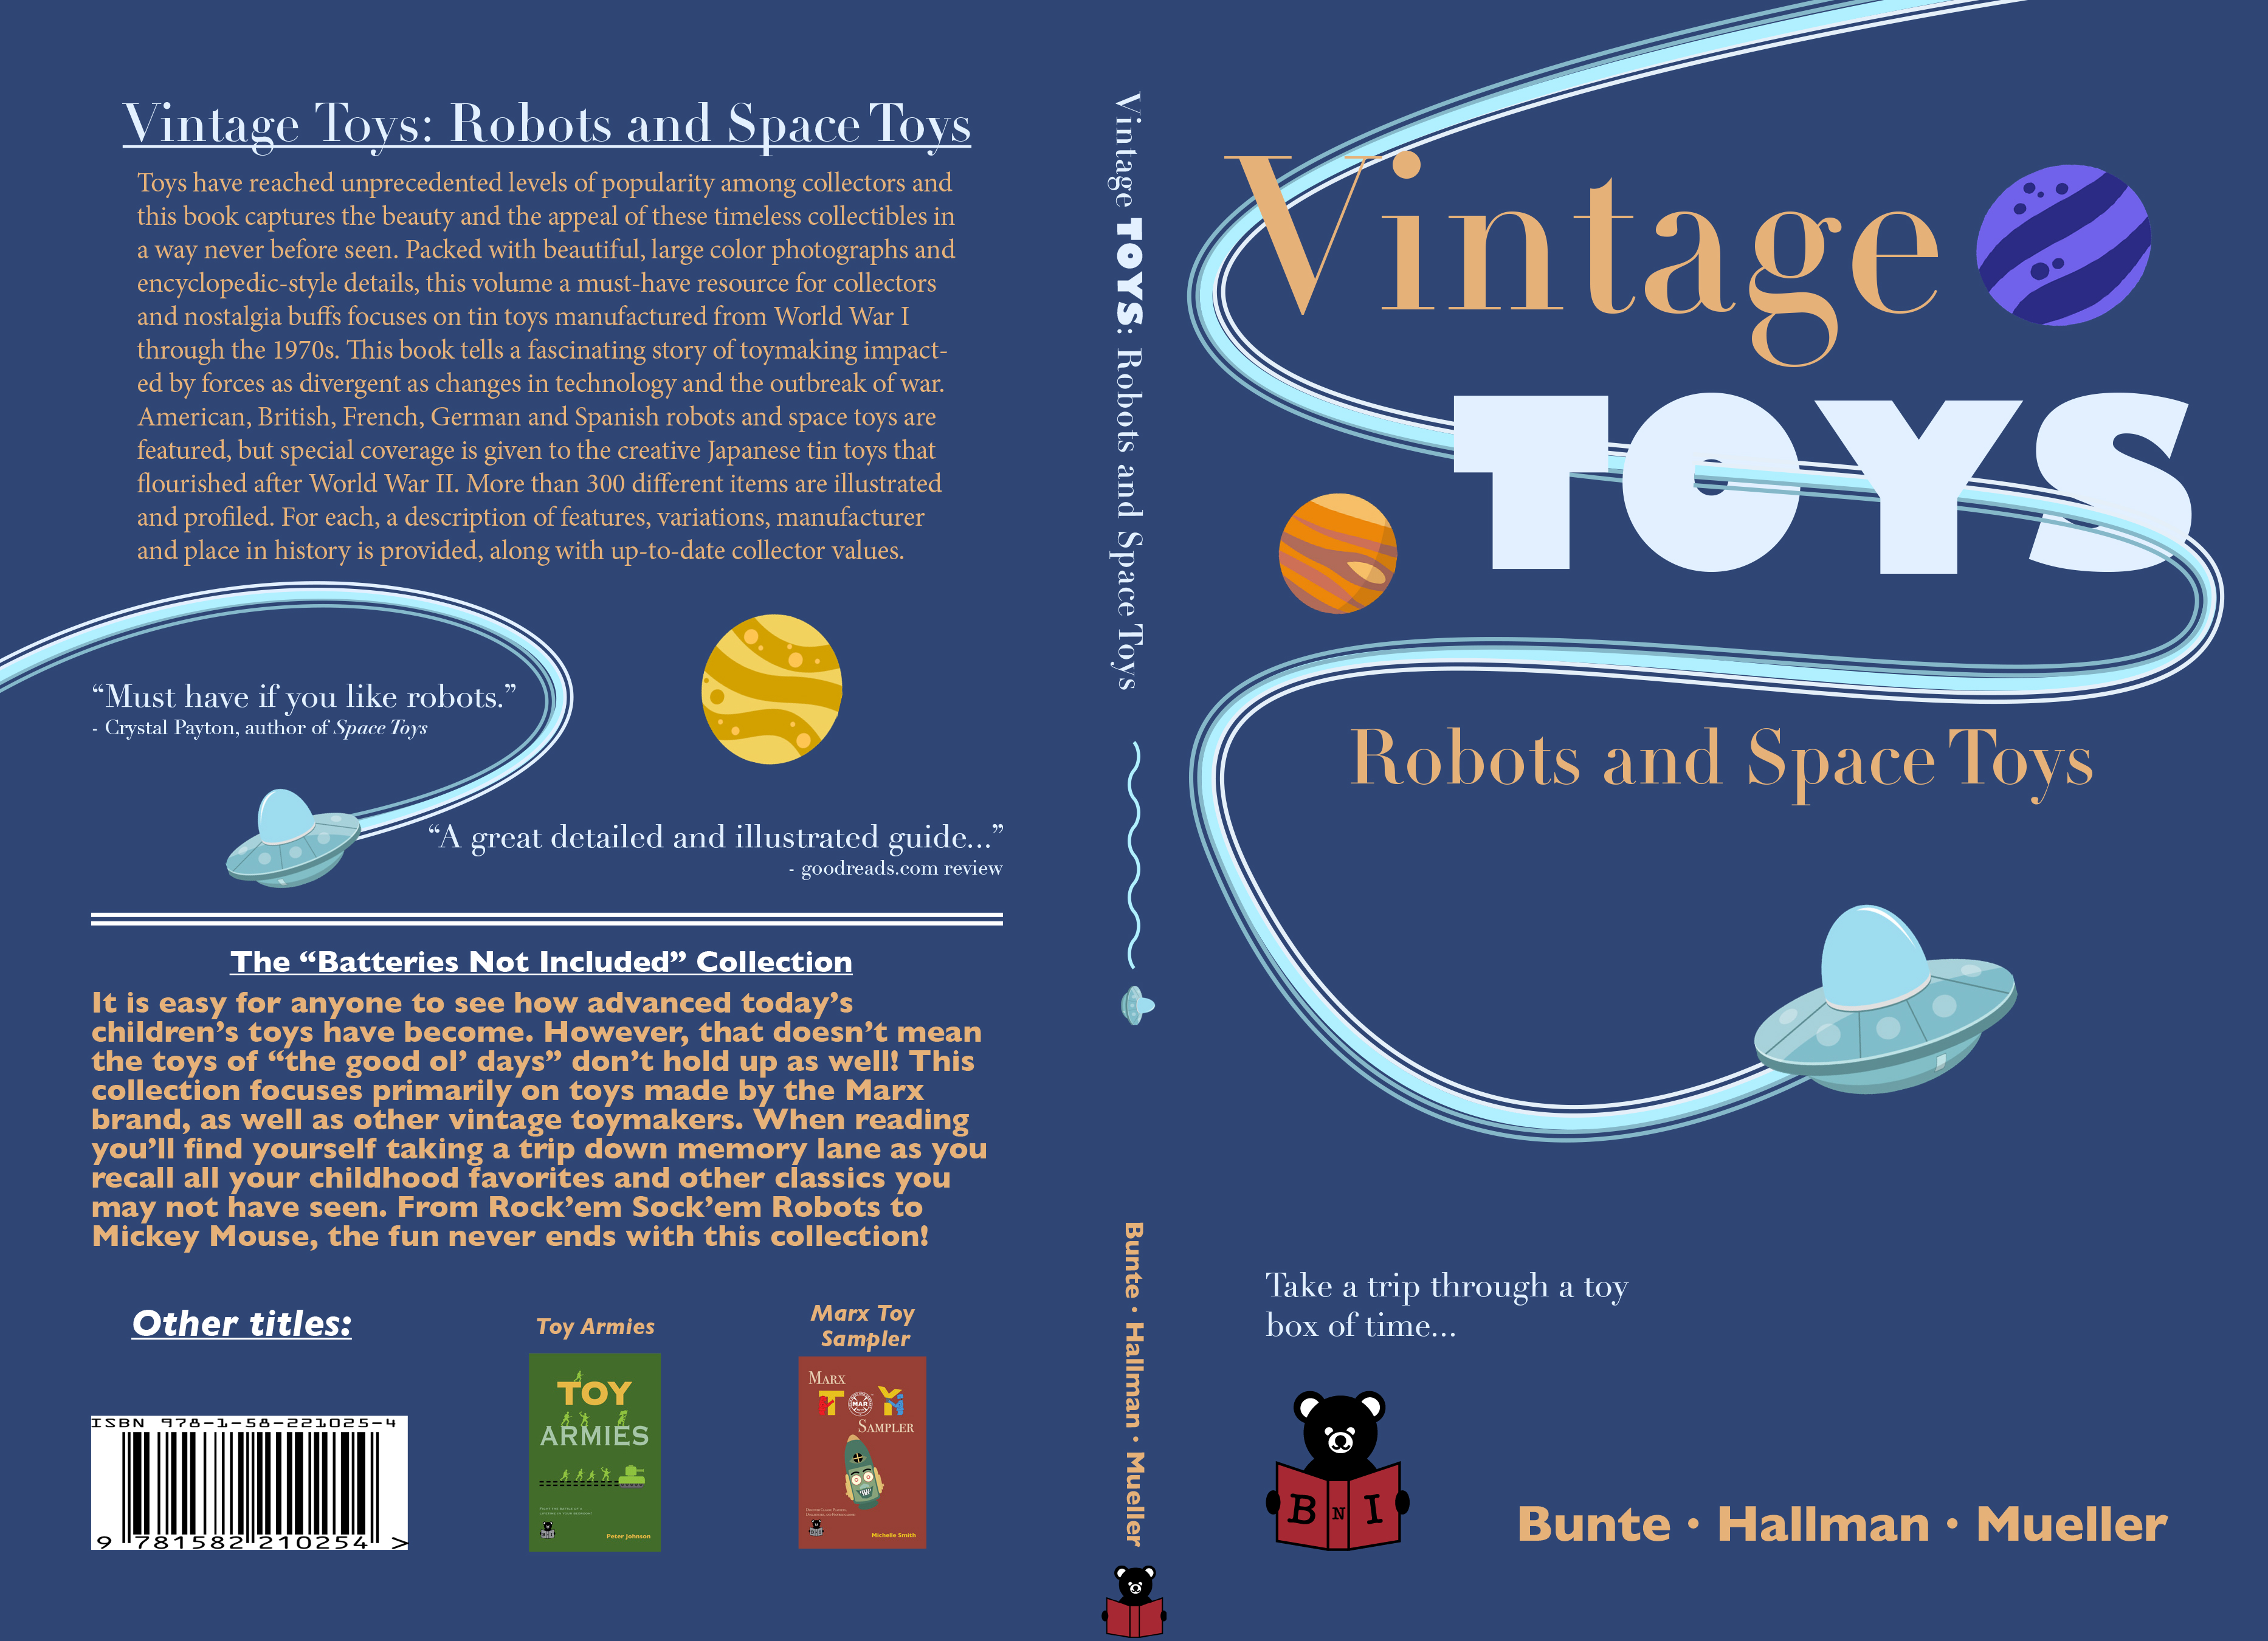 Vintage Toys: Robots and Space Toys
Toys have reached unprecedented levels of popularity among collectors and
this book captures the beauty and the appeal of these timeless collectibles in
a way never before seen. Packed with beautiful, large color photographs and
encyclopedic-style details, this volume a must-have resource for collectors
and nostalgia buffs focuses on tin toys manufactured from World War I
through the 1970s. This book tells a fascinating story of toymaking impact-
ed by forces as divergent as changes in technology and the outbreak of war.
American, British, French, German and Spanish robots and space toys are
featured, but special coverage is given to the creative Japanese tin toys that
flourished after World War II. More than 300 different items are illustrated
and profiled. For each, a description of features, variations, manufacturer
and place in history is provided, along with up-to-date collector values.
“Must have if you like robots.”
- Crystal Payton, author of Space Toys
“A great detailed and illustrated guide...”
- goodreads.com review
The “Batteries Not Included” Collection
It is easy for anyone to see how advanced today’s
children’s toys have become. However, that doesn’t mean
the toys of “the good ol’ days” don’t hold up as well! This
collection focuses primarily on toys made by the Marx
brand, as well as other vintage toymakers. When reading
you’ll find yourself taking a trip down memory lane as you
recall all your childhood favorites and other classics you
may not have seen. From Rock’em Sock’em Robots to
Mickey Mouse, the fun never ends with this collection!
Other titles:
Toy Armies
Marx Toy
Sampler
TOY
ARMIES
Peter Johnson
MARX
TOY
MAR
SAMPLER
Michelle Smith
ISBN 978-1-58-221025-4
9 781582 210254 >
Vintage TOYS: Robots and Space Toys
Bunte · Hallman · Mueller
Vintage
TOYS
Robots and Space Toys
Take a trip through a toy
box of time...
B N I
Bunte · Hallman · Mueller